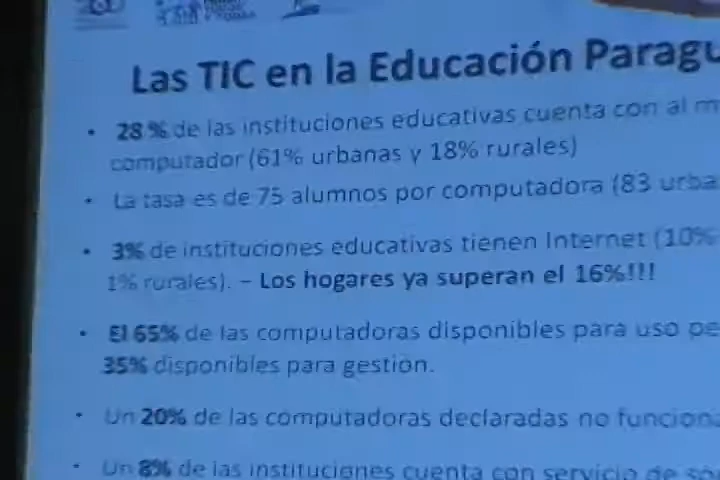 Las TIC en la Educación Paragu
• 28 % de las instituciones educativas cuenta con al m
computador (61% urbanas y 18% rurales)
• La tasa es de 75 alumnos por computadora (83 urba
• 3% de instituciones educativas tienen Internet (10%
1% rurales). – Los hogares ya superan el 16%!!!
• El 65% de las computadoras disponibles para uso pe
35% disponibles para gestión.
• Un 20% de las computadoras declaradas no funciona
• Un 8% de las instituciones cuenta con servicio de so